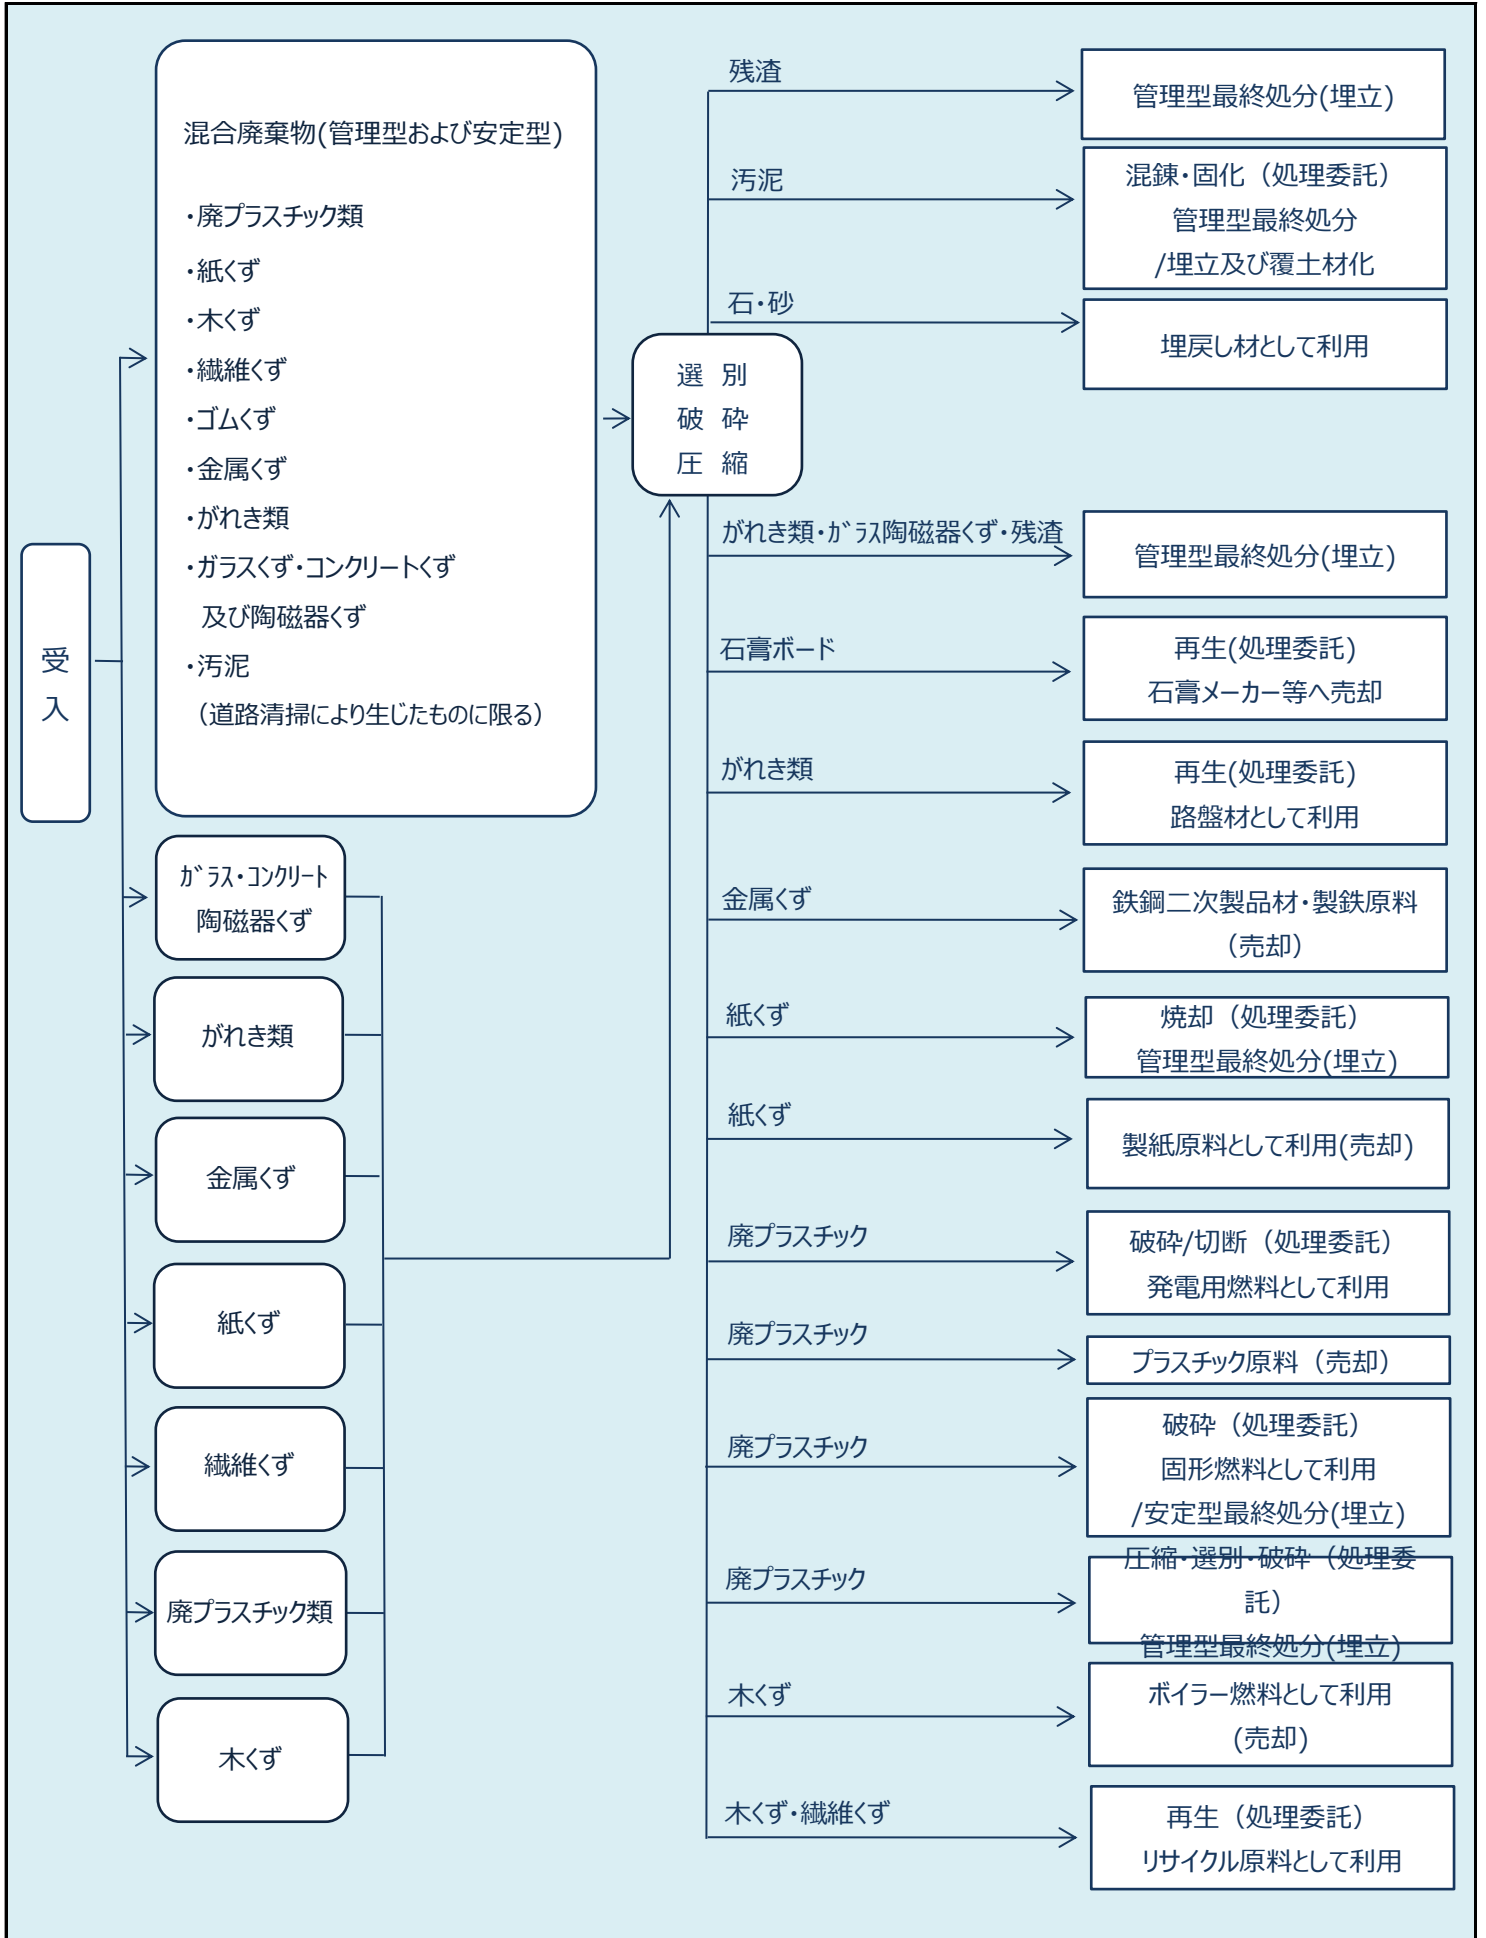 受
入
混合廃棄物(管理型および安定型)
・廃プラスチック類
・紙くず
・木くず
・繊維くず
・ゴムくず
・金属くず
・がれき類
・ガラスくず・コンクリートくず
及び陶磁器くず
・汚泥
（道路清掃により生じたものに限る）
ｶﾞﾗｽ・ｺﾝｸﾘｰﾄ
陶磁器くず
がれき類
金属くず
紙くず
繊維くず
廃プラスチック類
木くず
選 別
破 砕
圧 縮
残渣
管理型最終処分(埋立)
汚泥
混錬・固化（処理委託）
管理型最終処分
/埋立及び覆土材化
石・砂
埋戻し材として利用
がれき類・ｶﾞﾗｽ陶磁器くず・残渣
管理型最終処分(埋立)
石膏ボード
再生(処理委託)
石膏メーカー等へ売却
がれき類
再生(処理委託)
路盤材として利用
金属くず
鉄鋼二次製品材・製鉄原料
（売却）
紙くず
焼却（処理委託）
管理型最終処分(埋立)
紙くず
製紙原料として利用(売却)
廃プラスチック
破砕/切断（処理委託）
発電用燃料として利用
廃プラスチック
プラスチック原料（売却）
廃プラスチック
破砕（処理委託）
固形燃料として利用
/安定型最終処分(埋立)
廃プラスチック
圧縮・選別・破砕（処理委
託）
管理型最終処分(埋立)
木くず
ボイラー燃料として利用
(売却)
木くず・繊維くず
再生（処理委託）
リサイクル原料として利用